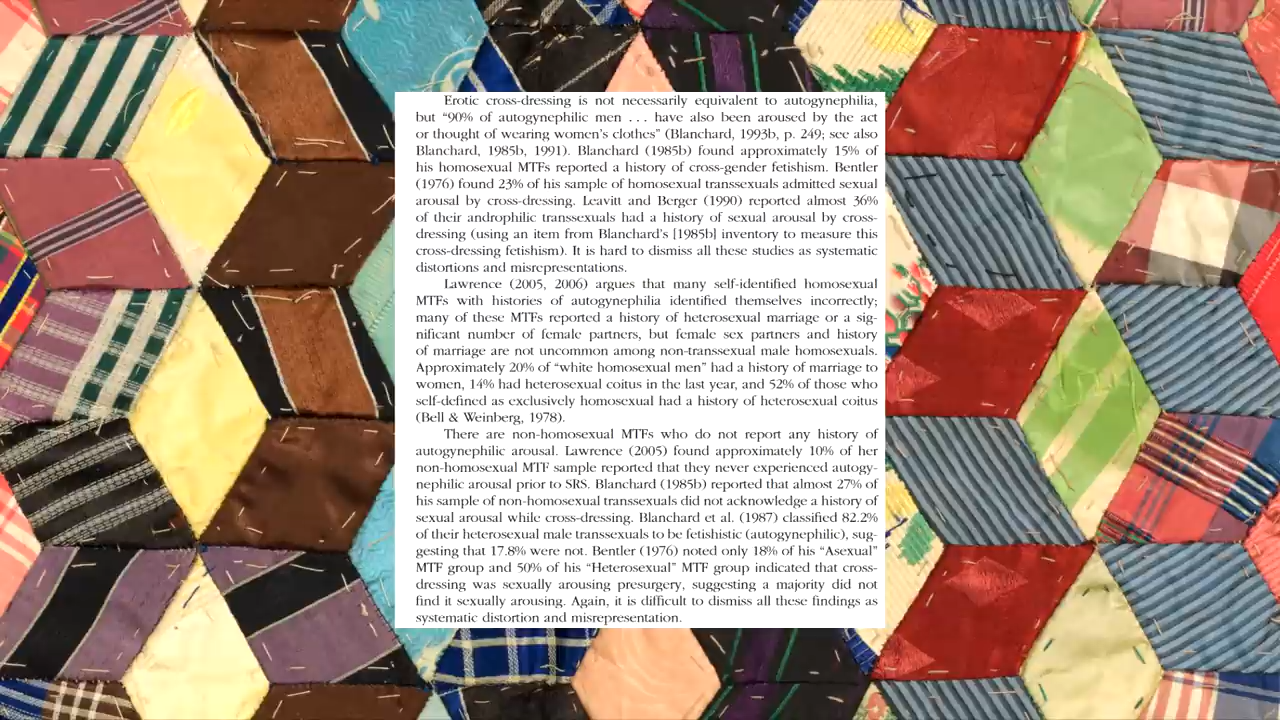 Erotic cross-dressing is not necessarily equivalent to autogynephilia,
but “90% of autogynephilic men . . . have also been aroused by the act
or thought of wearing women’s clothes” (Blanchard, 1993b, p. 249; see also
Blanchard, 1985b, 1991). Blanchard (1985b) found approximately 15% of
his homosexual MTFs reported a history of cross-gender fetishism. Bentler
(1976) found 23% of his sample of homosexual transsexuals admitted sexual
arousal by cross-dressing. Leavitt and Berger (1990) reported almost 36%
of their androphilic transsexuals had a history of sexual arousal by cross-
dressing (using an item from Blanchard’s [1985b] inventory to measure this
cross-dressing fetishism). It is hard to dismiss all these studies as systematic
distortions and misrepresentations.
Lawrence (2005, 2006) argues that many self-identified homosexual
MTFs with histories of autogynephilia identified themselves incorrectly;
many of these MTFs reported a history of heterosexual marriage or a sig-
nificant number of female partners, but female sex partners and history
of marriage are not uncommon among non-transsexual male homosexuals.
Approximately 20% of “white homosexual men” had a history of marriage to
women, 14% had heterosexual coitus in the last year, and 52% of those who
self-defined as exclusively homosexual had a history of heterosexual coitus
(Bell & Weinberg, 1978).
There are non-homosexual MTFs who do not report any history of
autogynephilic arousal. Lawrence (2005) found approximately 10% of her
non-homosexual MTF sample reported that they never experienced autogy-
nephilic arousal prior to SRS. Blanchard (1985b) reported that almost 27% of
his sample of non-homosexual transsexuals did not acknowledge a history of
sexual arousal while cross-dressing. Blanchard et al. (1987) classified 82.2%
of their heterosexual male transsexuals to be fetishistic (autogynephilic), sug-
gesting that 17.8% were not. Bentler (1976) noted only 18% of his “Asexual”
MTF group and 50% of his “Heterosexual” MTF group indicated that cross-
dressing was sexually arousing presurgery, suggesting a majority did not
find it sexually arousing. Again, it is difficult to dismiss all these findings as
systematic distortion and misrepresentation.